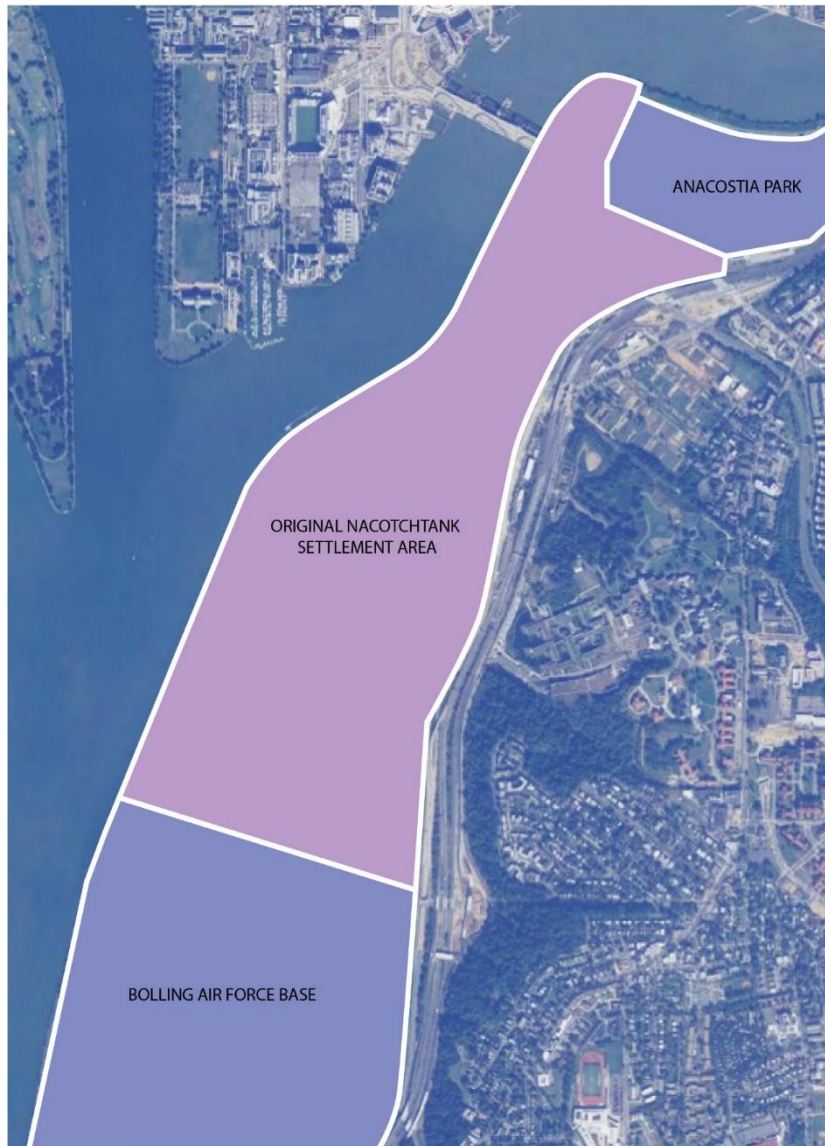 ANACOSTIA PARK
ORIGINAL NACOTCHTANK
SETTLEMENT AREA
BOLLING AIR FORCE BASE